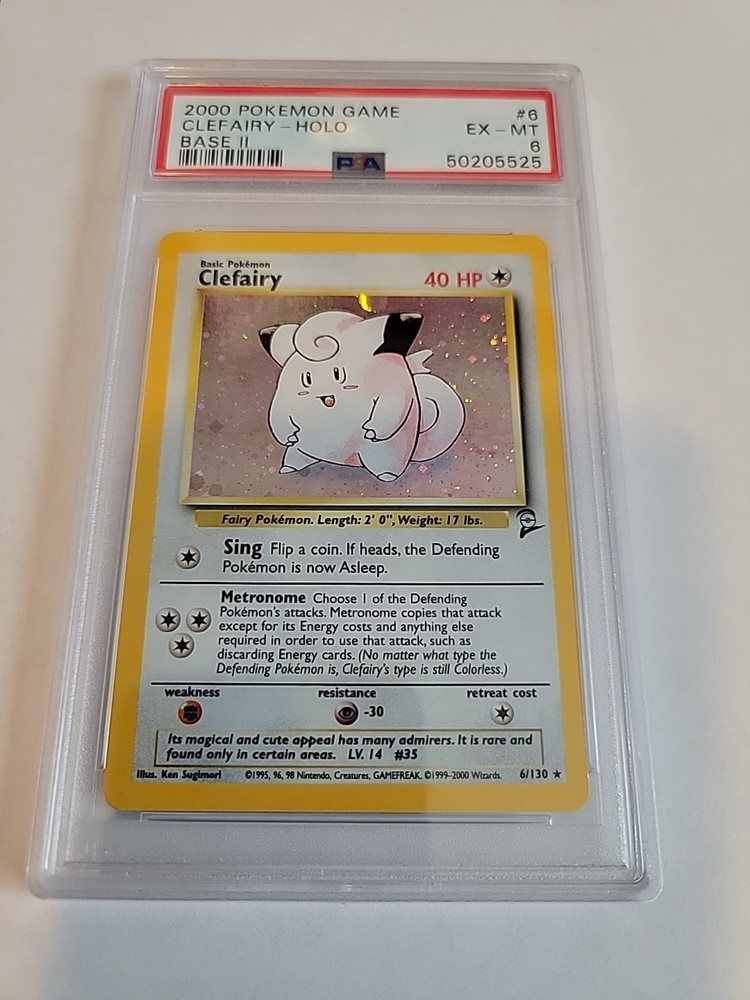 2000 POKEMON GAME #6
CLEFAIRY - HOLO EX - MT
BASE II 6
PSA 50205525
Basic Pokémon
Clefairy 40 HP
Fairy Pokémon. Length: 2' 0", Weight: 17 lbs.
Sing Flip a coin. If heads, the Defending
Pokémon is now Asleep.
Metronome Choose 1 of the Defending
Pokémon's attacks. Metronome copies that attack
except for its Energy costs and anything else
required in order to use that attack, such as
discarding Energy cards. (No matter what type the
Defending Pokémon is, Clefairy's type is still Colorless.)
weakness resistance retreat cost
-30
Its magical and cute appeal has many admirers. It is rare and
found only in certain areas. LV. 14 #35
Illus. Ken Sugimori ©1995, 96, 98 Nintendo, Creatures, GAMEFREAK. ©1999-2000 Wizards. 6/130 ★